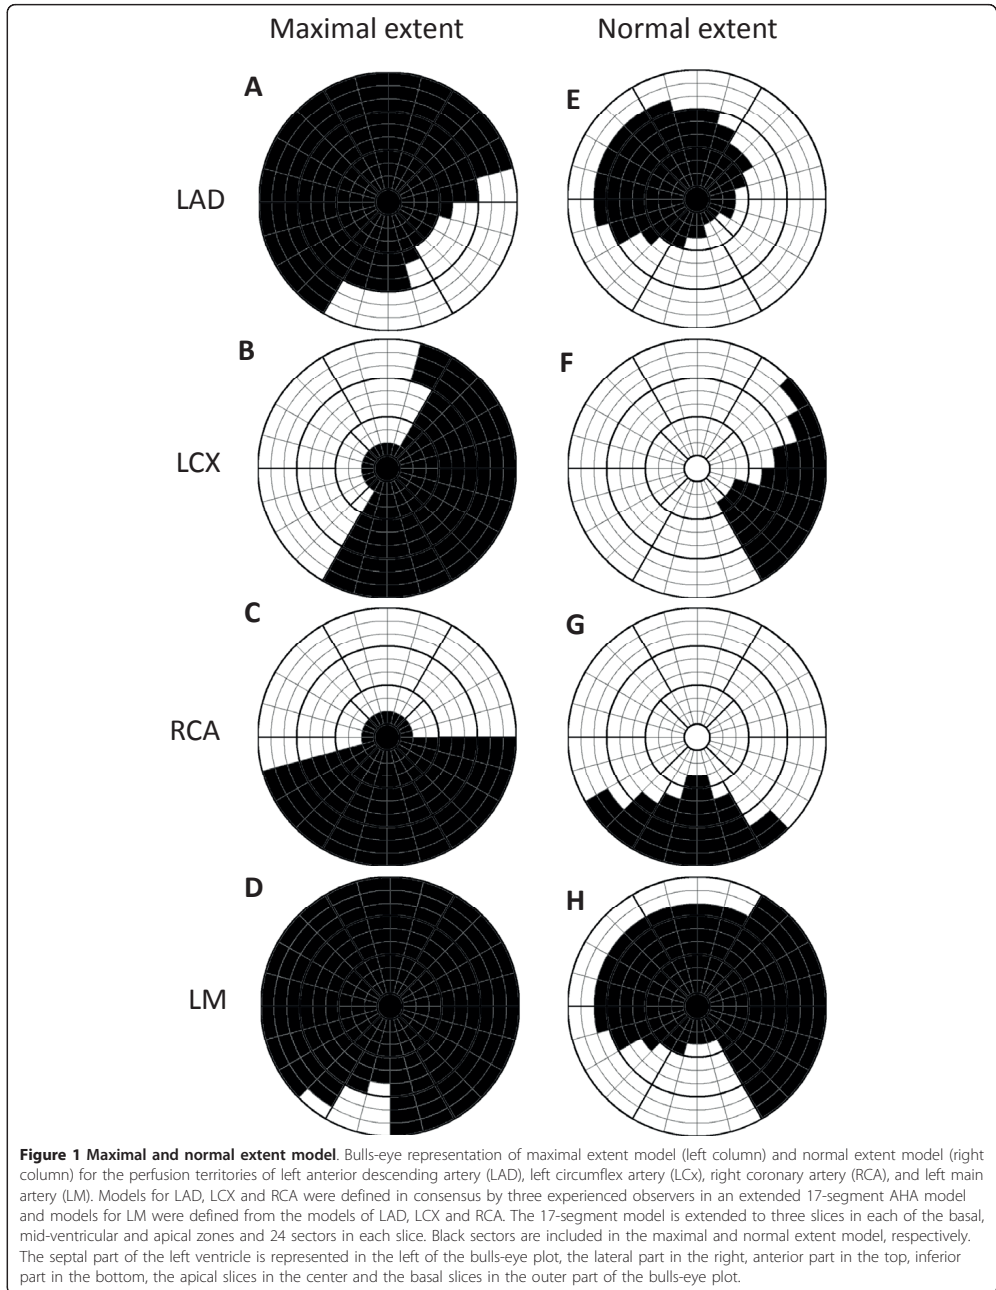 Maximal extent
Normal extent
A
E
LAD
B
F
LCX
C
G
RCA
D
H
LM
Figure 1 Maximal and normal extent model. Bulls-eye representation of maximal extent model (left column) and normal extent model (right
column) for the perfusion territories of left anterior descending artery (LAD), left circumflex artery (LCx), right coronary artery (RCA), and left main
artery (LM). Models for LAD, LCX and RCA were defined in consensus by three experienced observers in an extended 17-segment AHA model
and models for LM were defined from the models of LAD, LCX and RCA. The 17-segment model is extended to three slices in each of the basal,
mid-ventricular and apical zones and 24 sectors in each slice. Black sectors are included in the maximal and normal extent model, respectively.
The septal part of the left ventricle is represented in the left of the bulls-eye plot, the lateral part in the right, anterior part in the top, inferior
part in the bottom, the apical slices in the center and the basal slices in the outer part of the bulls-eye plot.